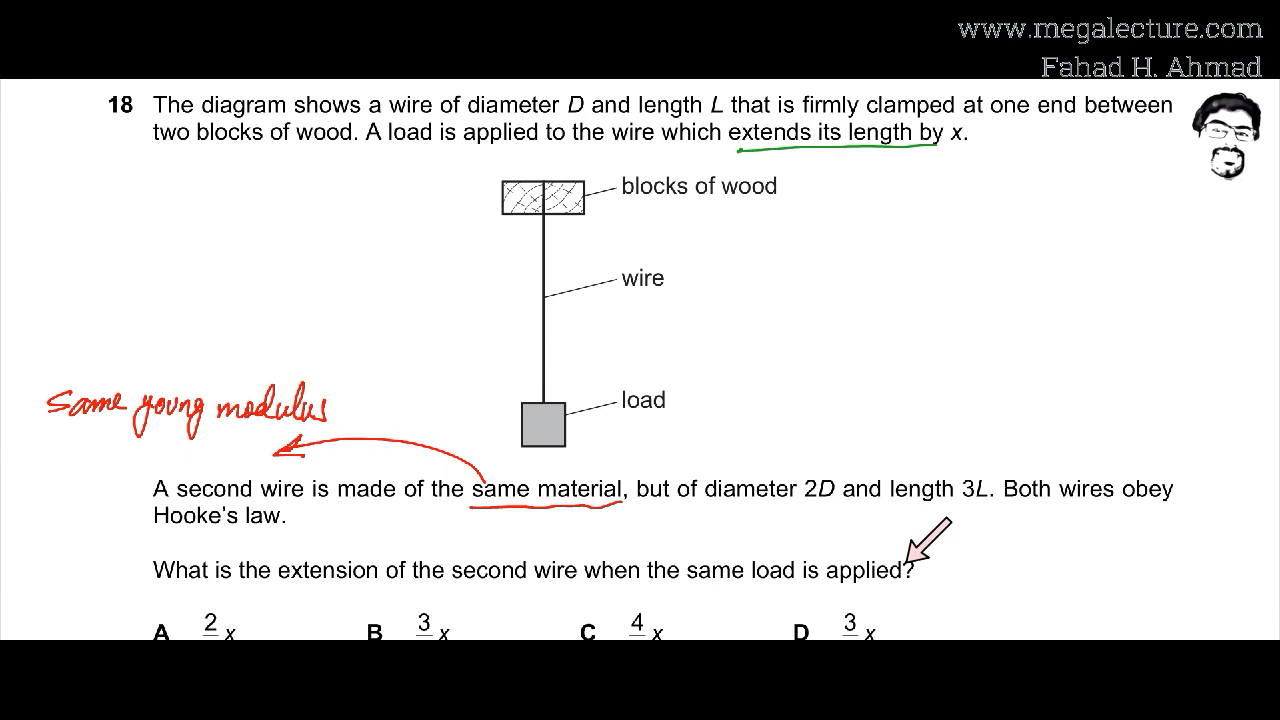 www.megalecture.com
Fahad H. Ahmad
18 The diagram shows a wire of diameter D and length L that is firmly clamped at one end between
two blocks of wood. A load is applied to the wire which extends its length by x.
blocks of wood
wire
load
Same young modulus
A second wire is made of the same material, but of diameter 2D and length 3L. Both wires obey
Hooke's law.
What is the extension of the second wire when the same load is applied?
A 2 x B 3 x C 4 x D 3 x